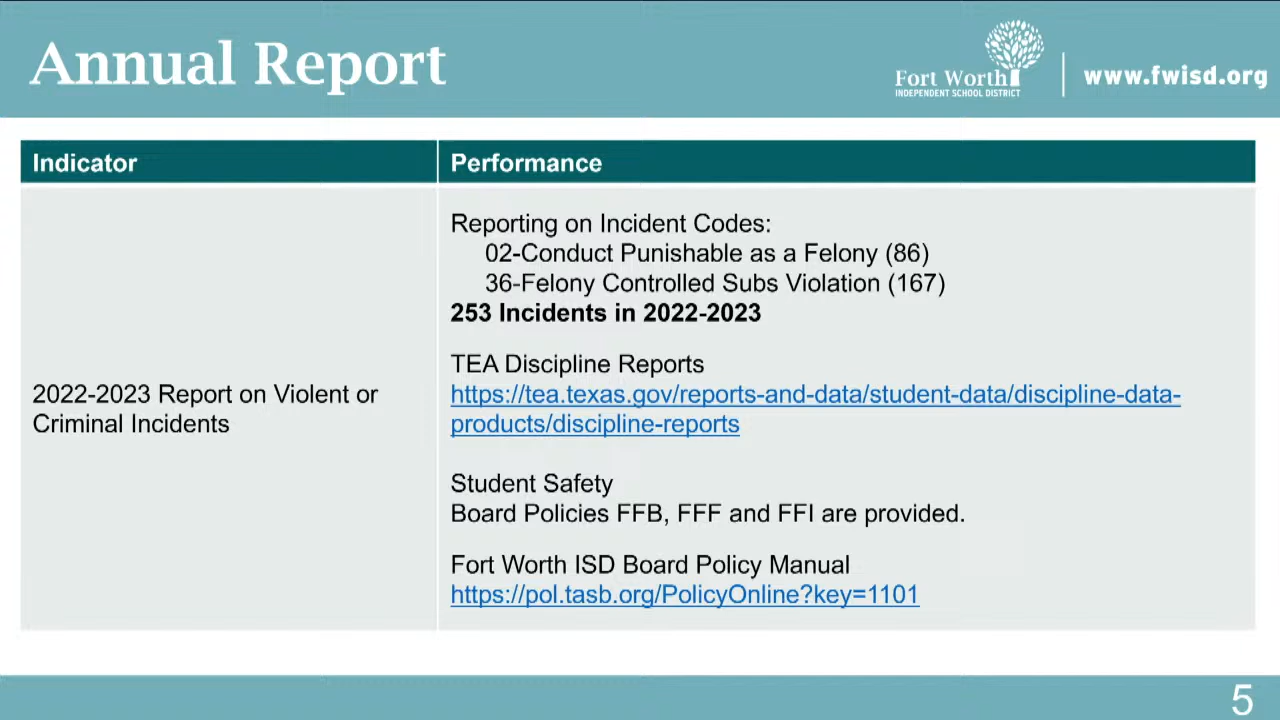 Annual Report
Fort Worth
INDEPENDENT SCHOOL DISTRICT
www.fwisd.org
Indicator
Performance
2022-2023 Report on Violent or
Criminal Incidents
Reporting on Incident Codes:
02-Conduct Punishable as a Felony (86)
36-Felony Controlled Subs Violation (167)
253 Incidents in 2022-2023
TEA Discipline Reports
https://tea.texas.gov/reports-and-data/student-data/discipline-data-
products/discipline-reports
Student Safety
Board Policies FFB, FFF and FFI are provided.
Fort Worth ISD Board Policy Manual
https://pol.tasb.org/PolicyOnline?key=1101
5